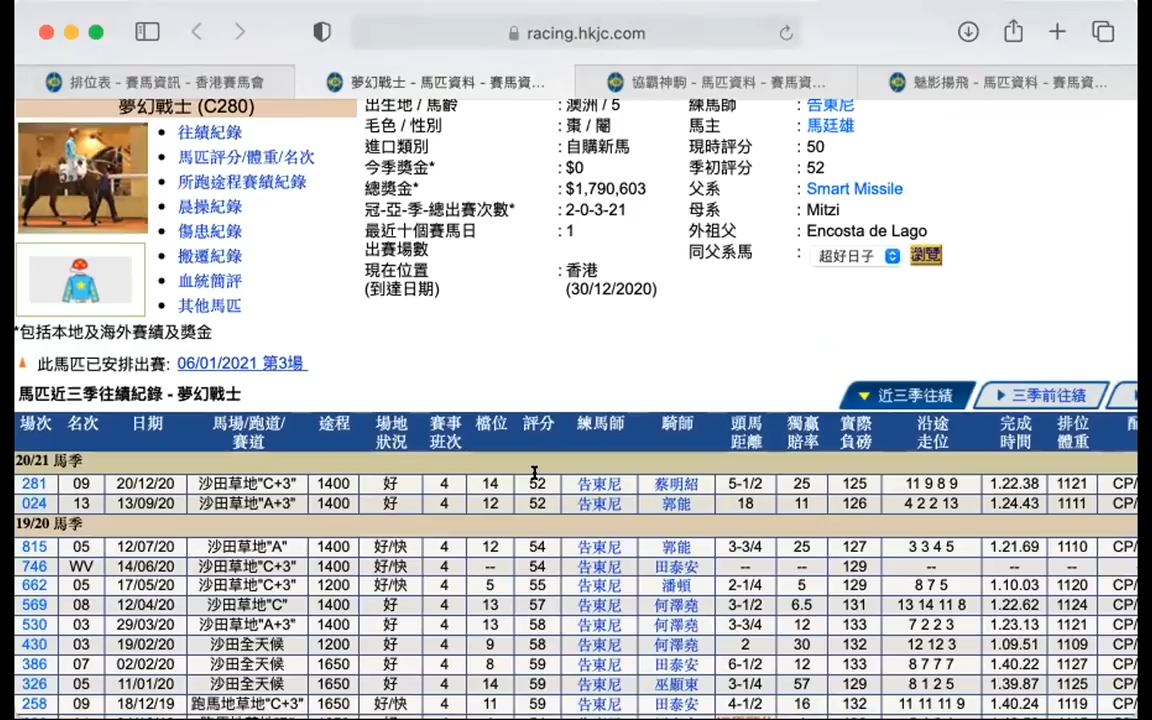 racing.hkjc.com
排位表 - 賽馬資訊 - 香港賽馬會
夢幻戰士 - 馬匹資料 - 賽馬資...
協霸神駒 - 馬匹資料 - 賽馬資...
魅影揚飛 - 馬匹資料 - 賽馬資...
夢幻戰士 (C280)
往績紀錄
馬匹評分/體重/名次
所跑途程賽績紀錄
晨操紀錄
傷患紀錄
搬遷紀錄
血統簡評
其他馬匹
出生地 / 馬齡 : 澳洲 / 5
毛色 / 性別 : 棗 / 閹
進口類別 : 自購新馬
今季獎金* : $0
總獎金* : $1,790,603
冠-亞-季-總出賽次數* : 2-0-3-21
最近十個賽馬日 : 1
出賽場數
現在位置 : 香港
(到達日期) (30/12/2020)
練馬師 : 告東尼
馬主 : 馬廷雄
現時評分 : 50
季初評分 : 52
父系 : Smart Missile
母系 : Mitzi
外祖父 : Encosta de Lago
同父系馬 : 超好日子 瀏覽
*包括本地及海外賽績及獎金
此馬匹已安排出賽: 06/01/2021 第3場
馬匹近三季往績紀錄 - 夢幻戰士
近三季往績 三季前往績
場次 名次 日期 馬場/跑道/賽道 途程 場地狀況 賽事班次 檔位 評分 練馬師 騎師 頭馬距離 獨贏賠率 實際負磅 沿途走位 完成時間 排位體重
20/21 馬季
281 09 20/12/20 沙田草地"C+3" 1400 好 4 14 52 告東尼 蔡明紹 5-1/2 25 125 11 9 8 9 1.22.38 1121 CP/
024 13 13/09/20 沙田草地"A+3" 1400 好 4 12 52 告東尼 郭能 18 11 126 4 2 2 13 1.24.43 1111 CP/
19/20 馬季
815 05 12/07/20 沙田草地"A" 1400 好/快 4 12 54 告東尼 郭能 3-3/4 25 127 3 3 4 5 1.21.69 1110 CP/
746 WV 14/06/20 沙田草地"C+3" 1200 好/快 4 -- 54 告東尼 田泰安 -- -- 129 -- -- --
662 05 17/05/20 沙田草地"C+3" 1200 好/快 4 5 55 告東尼 潘頓 2-1/4 5 129 8 7 5 1.10.03 1120 CP/
569 08 12/04/20 沙田草地"C" 1400 好 4 13 57 告東尼 何澤堯 3-1/2 6.5 131 13 14 11 8 1.22.62 1124 CP/
530 03 29/03/20 沙田草地"A+3" 1400 好 4 13 58 告東尼 何澤堯 3-3/4 12 133 7 2 2 3 1.23.13 1121 CP/
430 03 19/02/20 沙田全天候 1200 好 4 9 58 告東尼 何澤堯 2 30 132 12 12 3 1.09.51 1109 CP/
386 07 02/02/20 沙田全天候 1650 好 4 8 59 告東尼 田泰安 6-1/2 12 133 8 7 7 7 1.40.22 1127 CP/
326 05 11/01/20 沙田全天候 1650 好 4 14 59 告東尼 巫顯東 3-1/4 57 129 8 1 2 5 1.39.87 1125 CP/
258 09 18/12/19 跑馬地草地"C+3" 1650 好/快 4 11 59 告東尼 田泰安 4-1/2 16 132 11 11 11 9 1.40.24 1119 CP/